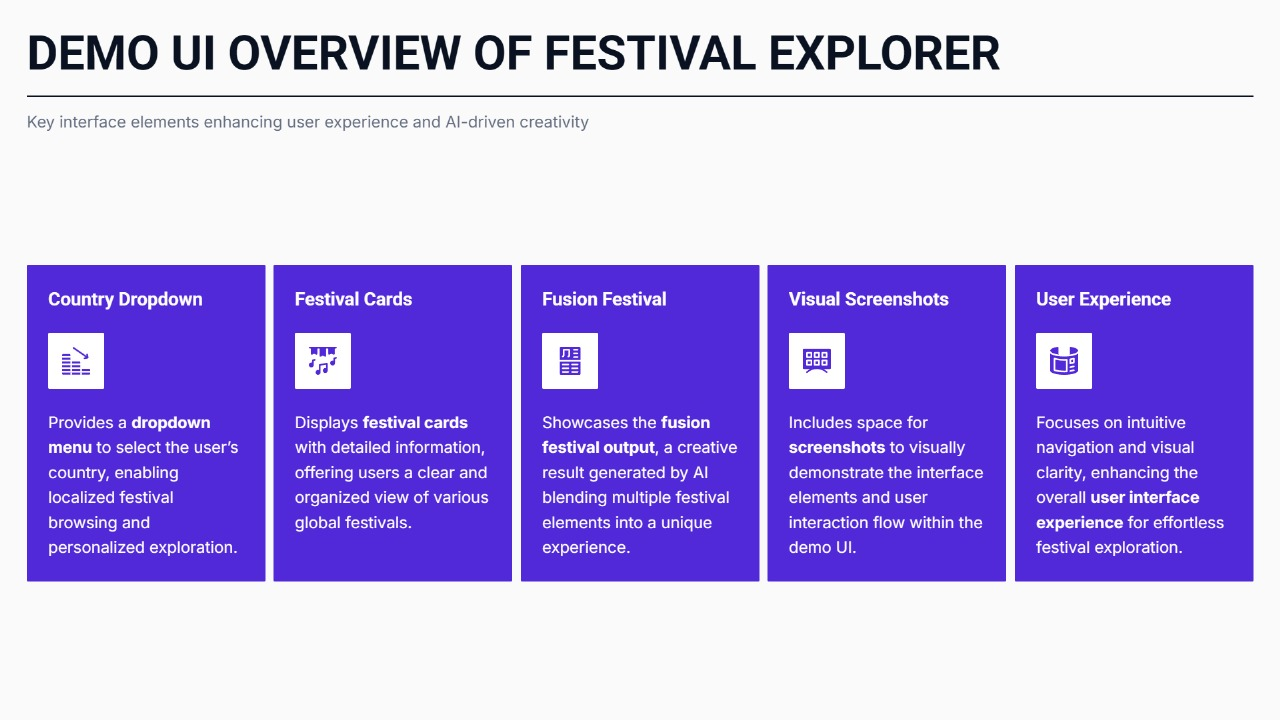 DEMO UI OVERVIEW OF FESTIVAL EXPLORER
Key interface elements enhancing user experience and AI-driven creativity
Country Dropdown
Provides a dropdown
menu to select the user’s
country, enabling
localized festival
browsing and
personalized exploration.
Festival Cards
Displays festival cards
with detailed information,
offering users a clear and
organized view of various
global festivals.
Fusion Festival
Showcases the fusion
festival output, a creative
result generated by AI
blending multiple festival
elements into a unique
experience.
Visual Screenshots
Includes space for
screenshots to visually
demonstrate the interface
elements and user
interaction flow within the
demo UI.
User Experience
Focuses on intuitive
navigation and visual
clarity, enhancing the
overall user interface
experience for effortless
festival exploration.